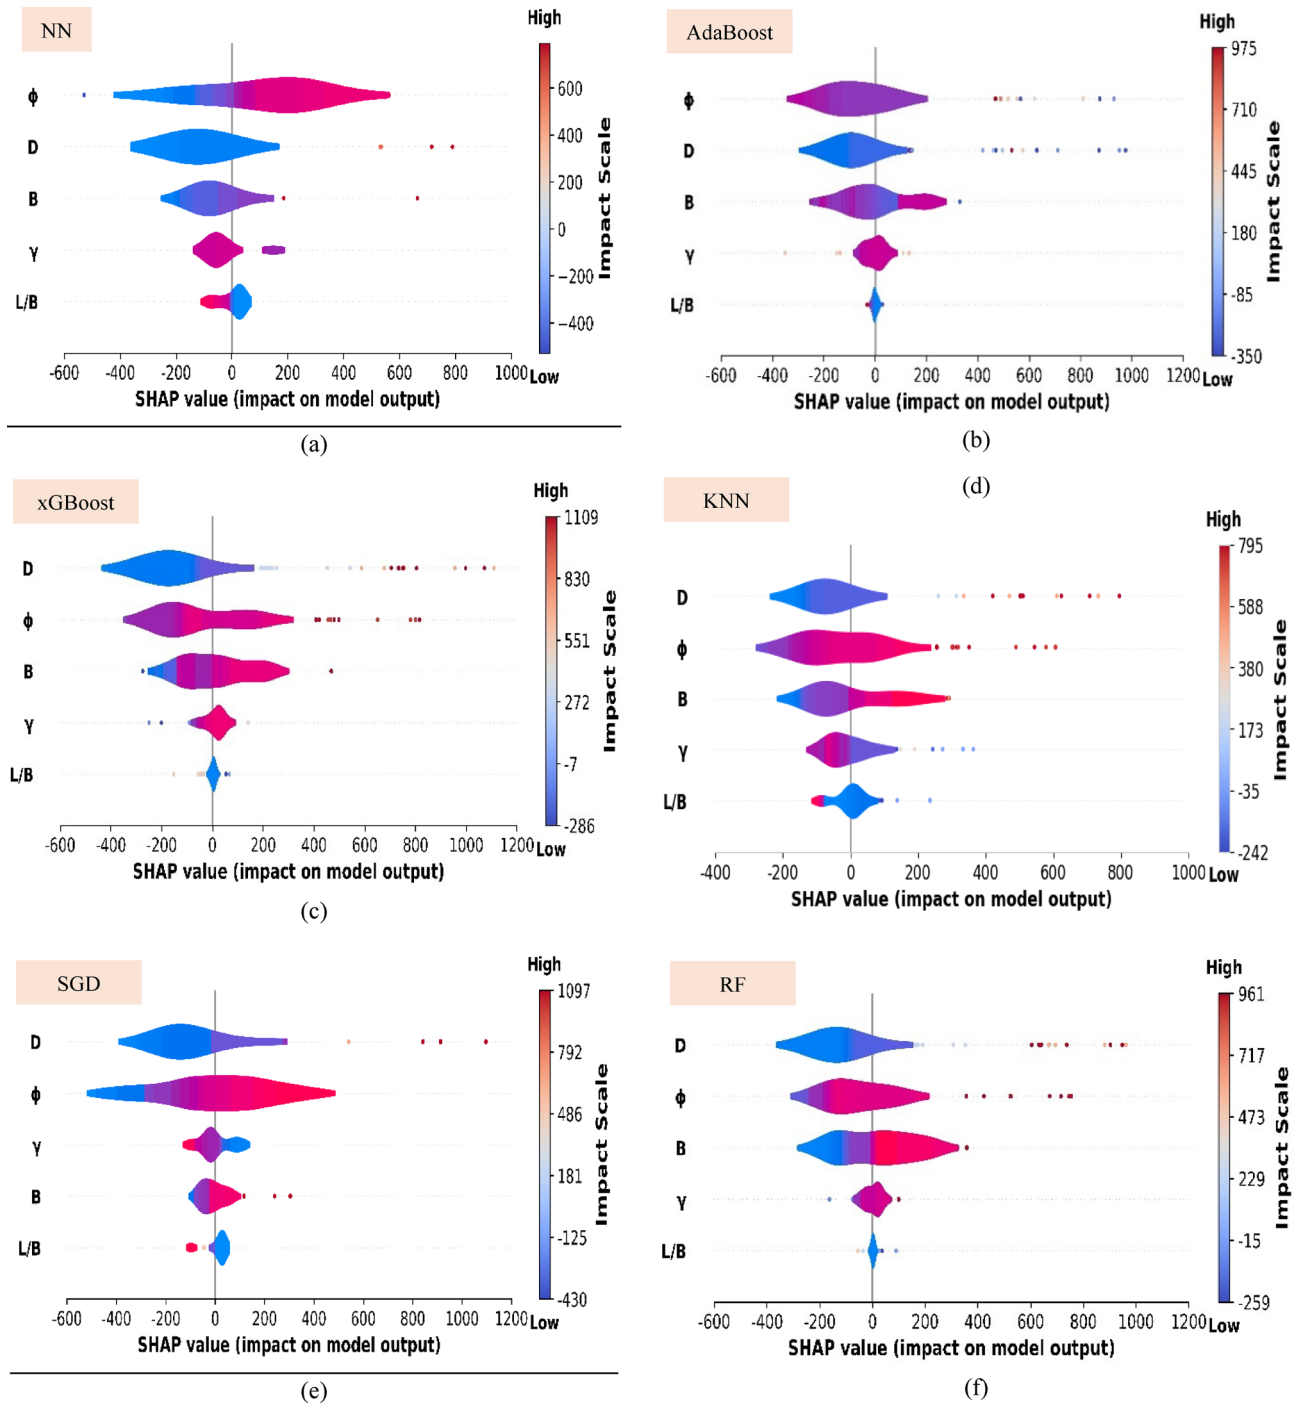 NN
High
ϕ
D
B
γ
L/B
600
400
200
0
−200
−400
Impact Scale
-600 -400 -200 0 200 400 600 800 1000
Low
SHAP value (impact on model output)
(a)
AdaBoost
High
ϕ
D
B
γ
L/B
975
710
445
180
-85
-350
Impact Scale
-600 -400 -200 0 200 400 600 800 1000 1200
Low
SHAP value (impact on model output)
(b)
xGBoost
High
D
ϕ
B
γ
L/B
1109
830
551
272
-7
-286
Impact Scale
-600 -400 -200 0 200 400 600 800 1000 1200
Low
SHAP value (impact on model output)
(c)
(d)
KNN
High
D
ϕ
B
γ
L/B
795
588
380
173
-35
-242
Impact Scale
-400 -200 0 200 400 600 800 1000
Low
SHAP value (impact on model output)
SGD
High
D
ϕ
γ
B
L/B
1097
792
486
181
-125
-430
Impact Scale
-600 -400 -200 0 200 400 600 800 1000 1200
Low
SHAP value (impact on model output)
(e)
RF
High
D
ϕ
B
γ
L/B
961
717
473
229
-15
-259
Impact Scale
-600 -400 -200 0 200 400 600 800 1000 1200
Low
SHAP value (impact on model output)
(f)